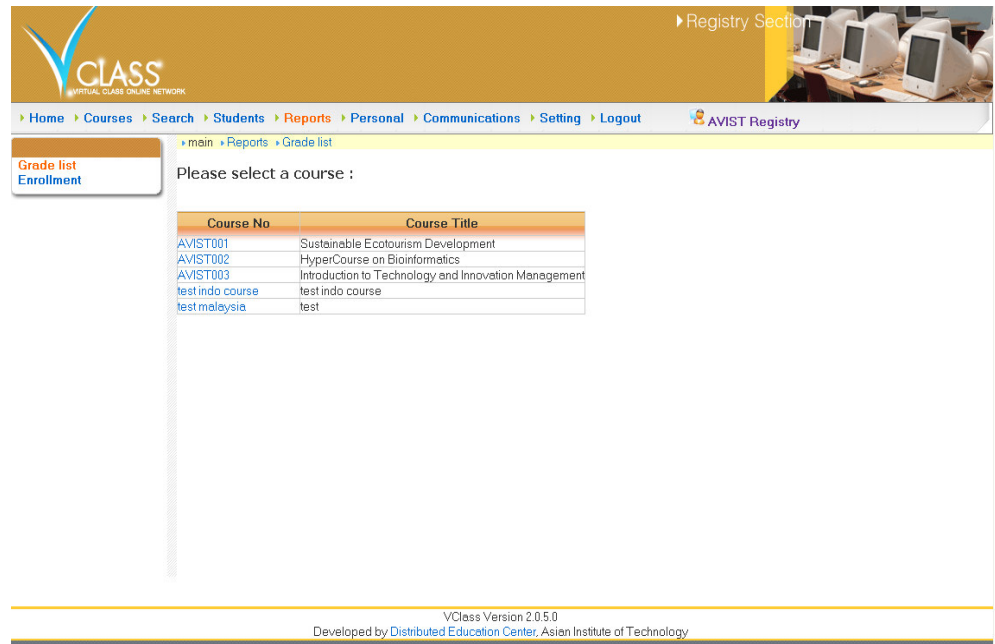 Registry Section
VCLASS
VIRTUAL CLASS ONLINE NETWORK
Home Courses Search Students Reports Personal Communications Setting Logout AVIST Registry
main Reports Grade list
Grade list
Enrollment
Please select a course :
Course No Course Title
AVIST001 Sustainable Ecotourism Development
AVIST002 HyperCourse on Bioinformatics
AVIST003 Introduction to Technology and Innovation Management
test indo course test indo course
test malaysia test
VClass Version 2.0.5.0
Developed by Distributed Education Center, Asian Institute of Technology